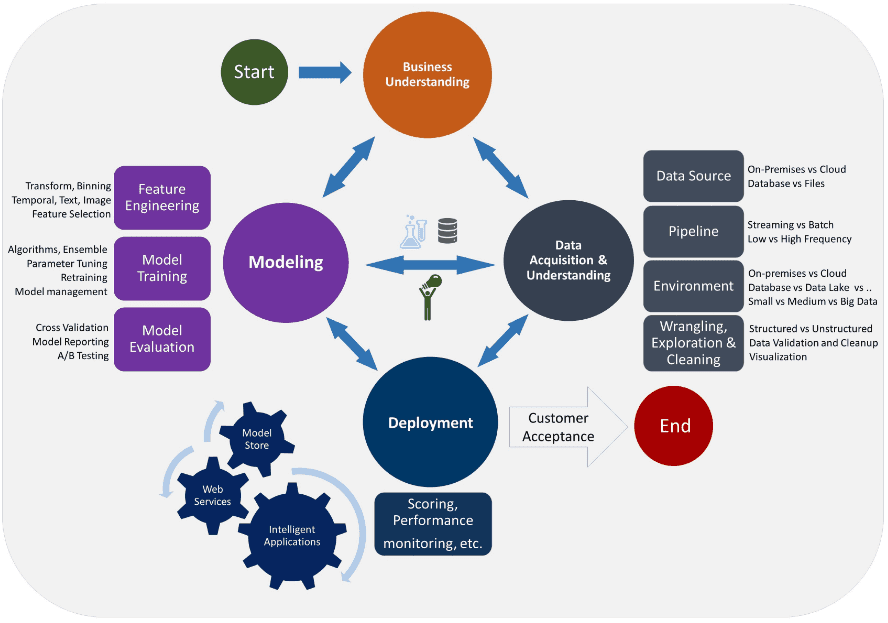 Start
Business
Understanding
Feature
Engineering
Transform, Binning
Temporal, Text, Image
Feature Selection
Model
Training
Algorithms, Ensemble
Parameter Tuning
Retraining
Model management
Model
Evaluation
Cross Validation
Model Reporting
A/B Testing
Modeling
Data
Acquisition &
Understanding
Data Source
On-Premises vs Cloud
Database vs Files
Pipeline
Streaming vs Batch
Low vs High Frequency
Environment
On-premises vs Cloud
Database vs Data Lake vs ..
Small vs Medium vs Big Data
Wrangling,
Exploration &
Cleaning
Structured vs Unstructured
Data Validation and Cleanup
Visualization
Deployment
Customer
Acceptance
End
Scoring,
Performance
monitoring, etc.
Model
Store
Web
Services
Intelligent
Applications